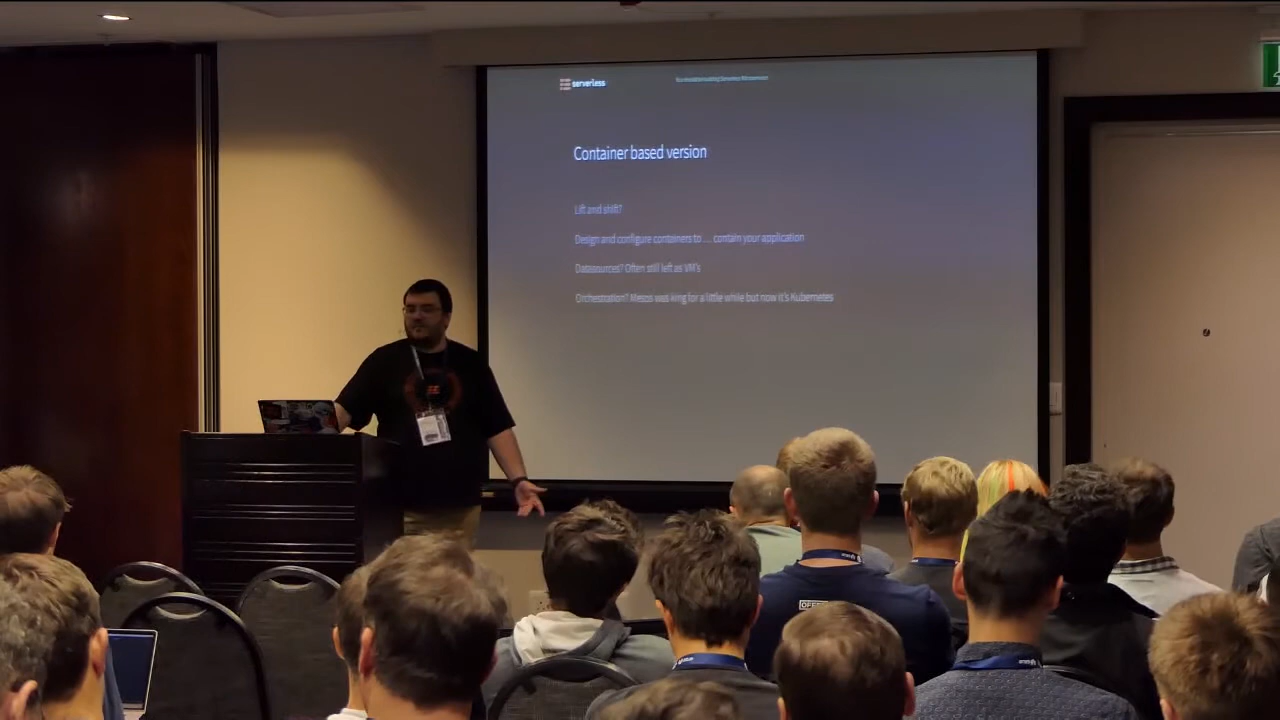 serverless
Container based version
Lift and shift?
Design and configure containers to ... contain your application
Datasources? Often still left as VM's
Orchestration? Mesos was king for a little while but now it's Kubernetes